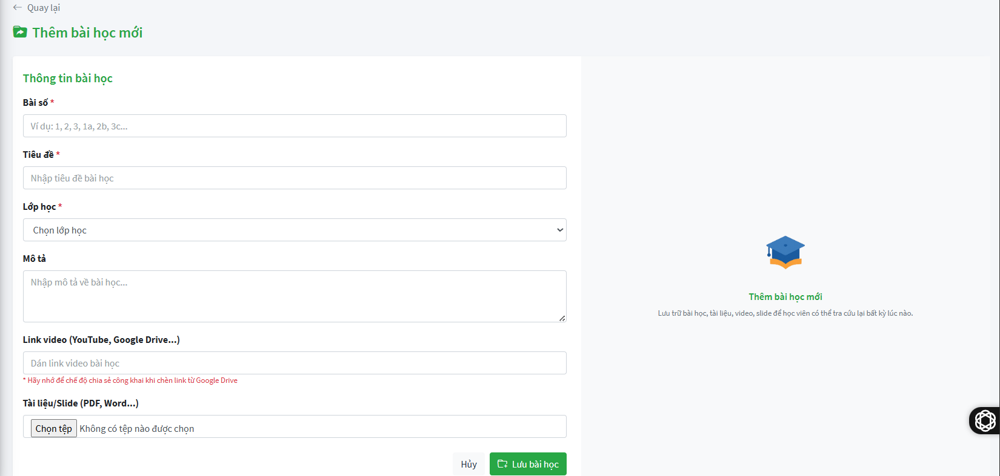 ← Quay lại
Thêm bài học mới
Thông tin bài học
Bài số *
Ví dụ: 1, 2, 3, 1a, 2b, 3c...
Tiêu đề *
Nhập tiêu đề bài học
Lớp học *
Chọn lớp học
Mô tả
Nhập mô tả về bài học...
Link video (YouTube, Google Drive...)
Dán link video bài học
* Hãy nhớ để chế độ chia sẻ công khai khi chèn link từ Google Drive
Tài liệu/Slide (PDF, Word...)
Chọn tệp Không có tệp nào được chọn
Hủy Lưu bài học
Thêm bài học mới
Lưu trữ bài học, tài liệu, video, slide để học viên có thể tra cứu lại bất kỳ lúc nào.